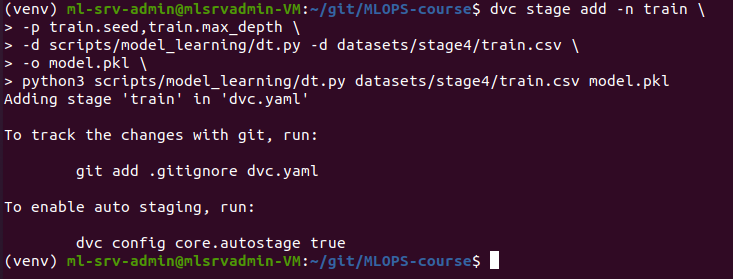 (venv) ml-srv-admin@mlsrvadmin-VM:~/git/MLOPS-course$ dvc stage add -n train \
> -p train.seed,train.max_depth \
> -d scripts/model_learning/dt.py -d datasets/stage4/train.csv \
> -o model.pkl \
> python3 scripts/model_learning/dt.py datasets/stage4/train.csv model.pkl
Adding stage 'train' in 'dvc.yaml'
To track the changes with git, run:
git add .gitignore dvc.yaml
To enable auto staging, run:
dvc config core.autostage true
(venv) ml-srv-admin@mlsrvadmin-VM:~/git/MLOPS-course$